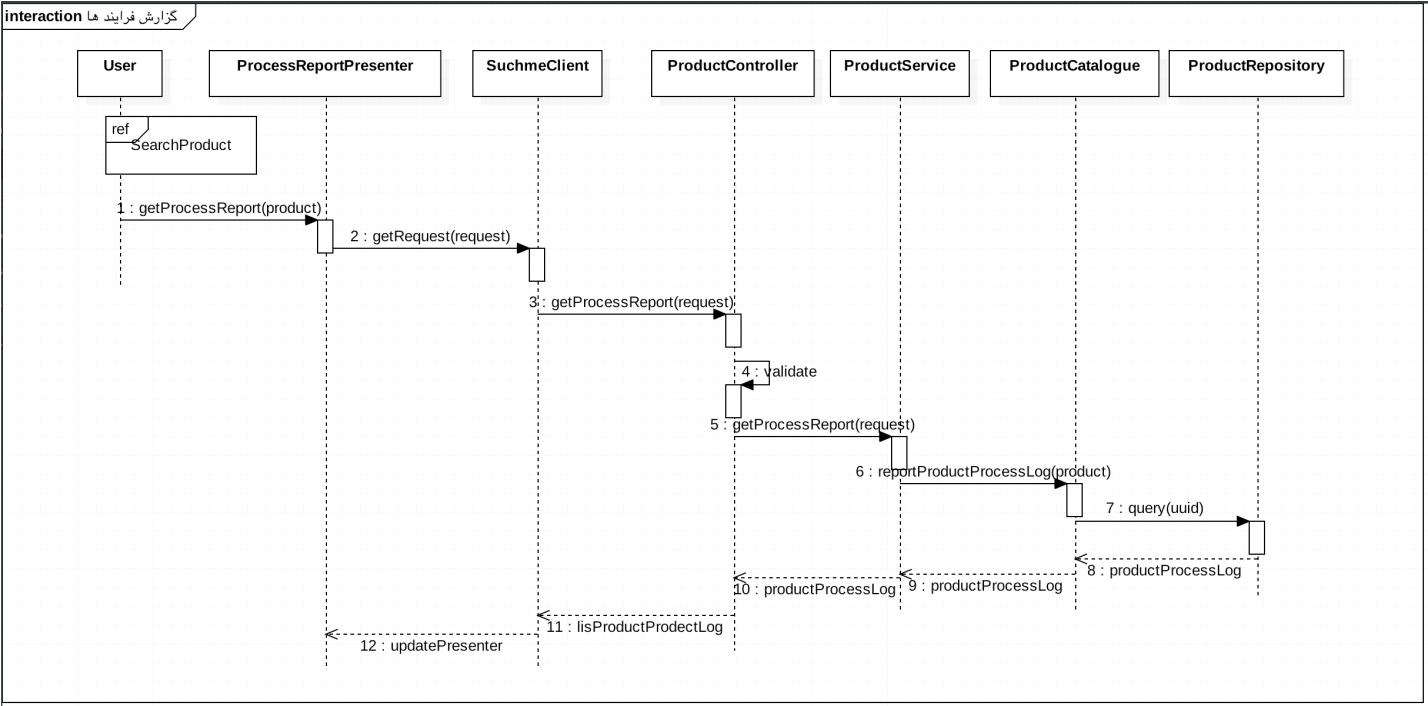 interaction گزارش فرایند ها
User
ProcessReportPresenter
SuchmeClient
ProductController
ProductService
ProductCatalogue
ProductRepository
ref
SearchProduct
1 : getProcessReport(product)
2 : getRequest(request)
3 : getProcessReport(request)
4 : validate
5 : getProcessReport(request)
6 : reportProductProcessLog(product)
7 : query(uuid)
8 : productProcessLog
9 : productProcessLog
10 : productProcessLog
11 : lisProductProdectLog
12 : updatePresenter